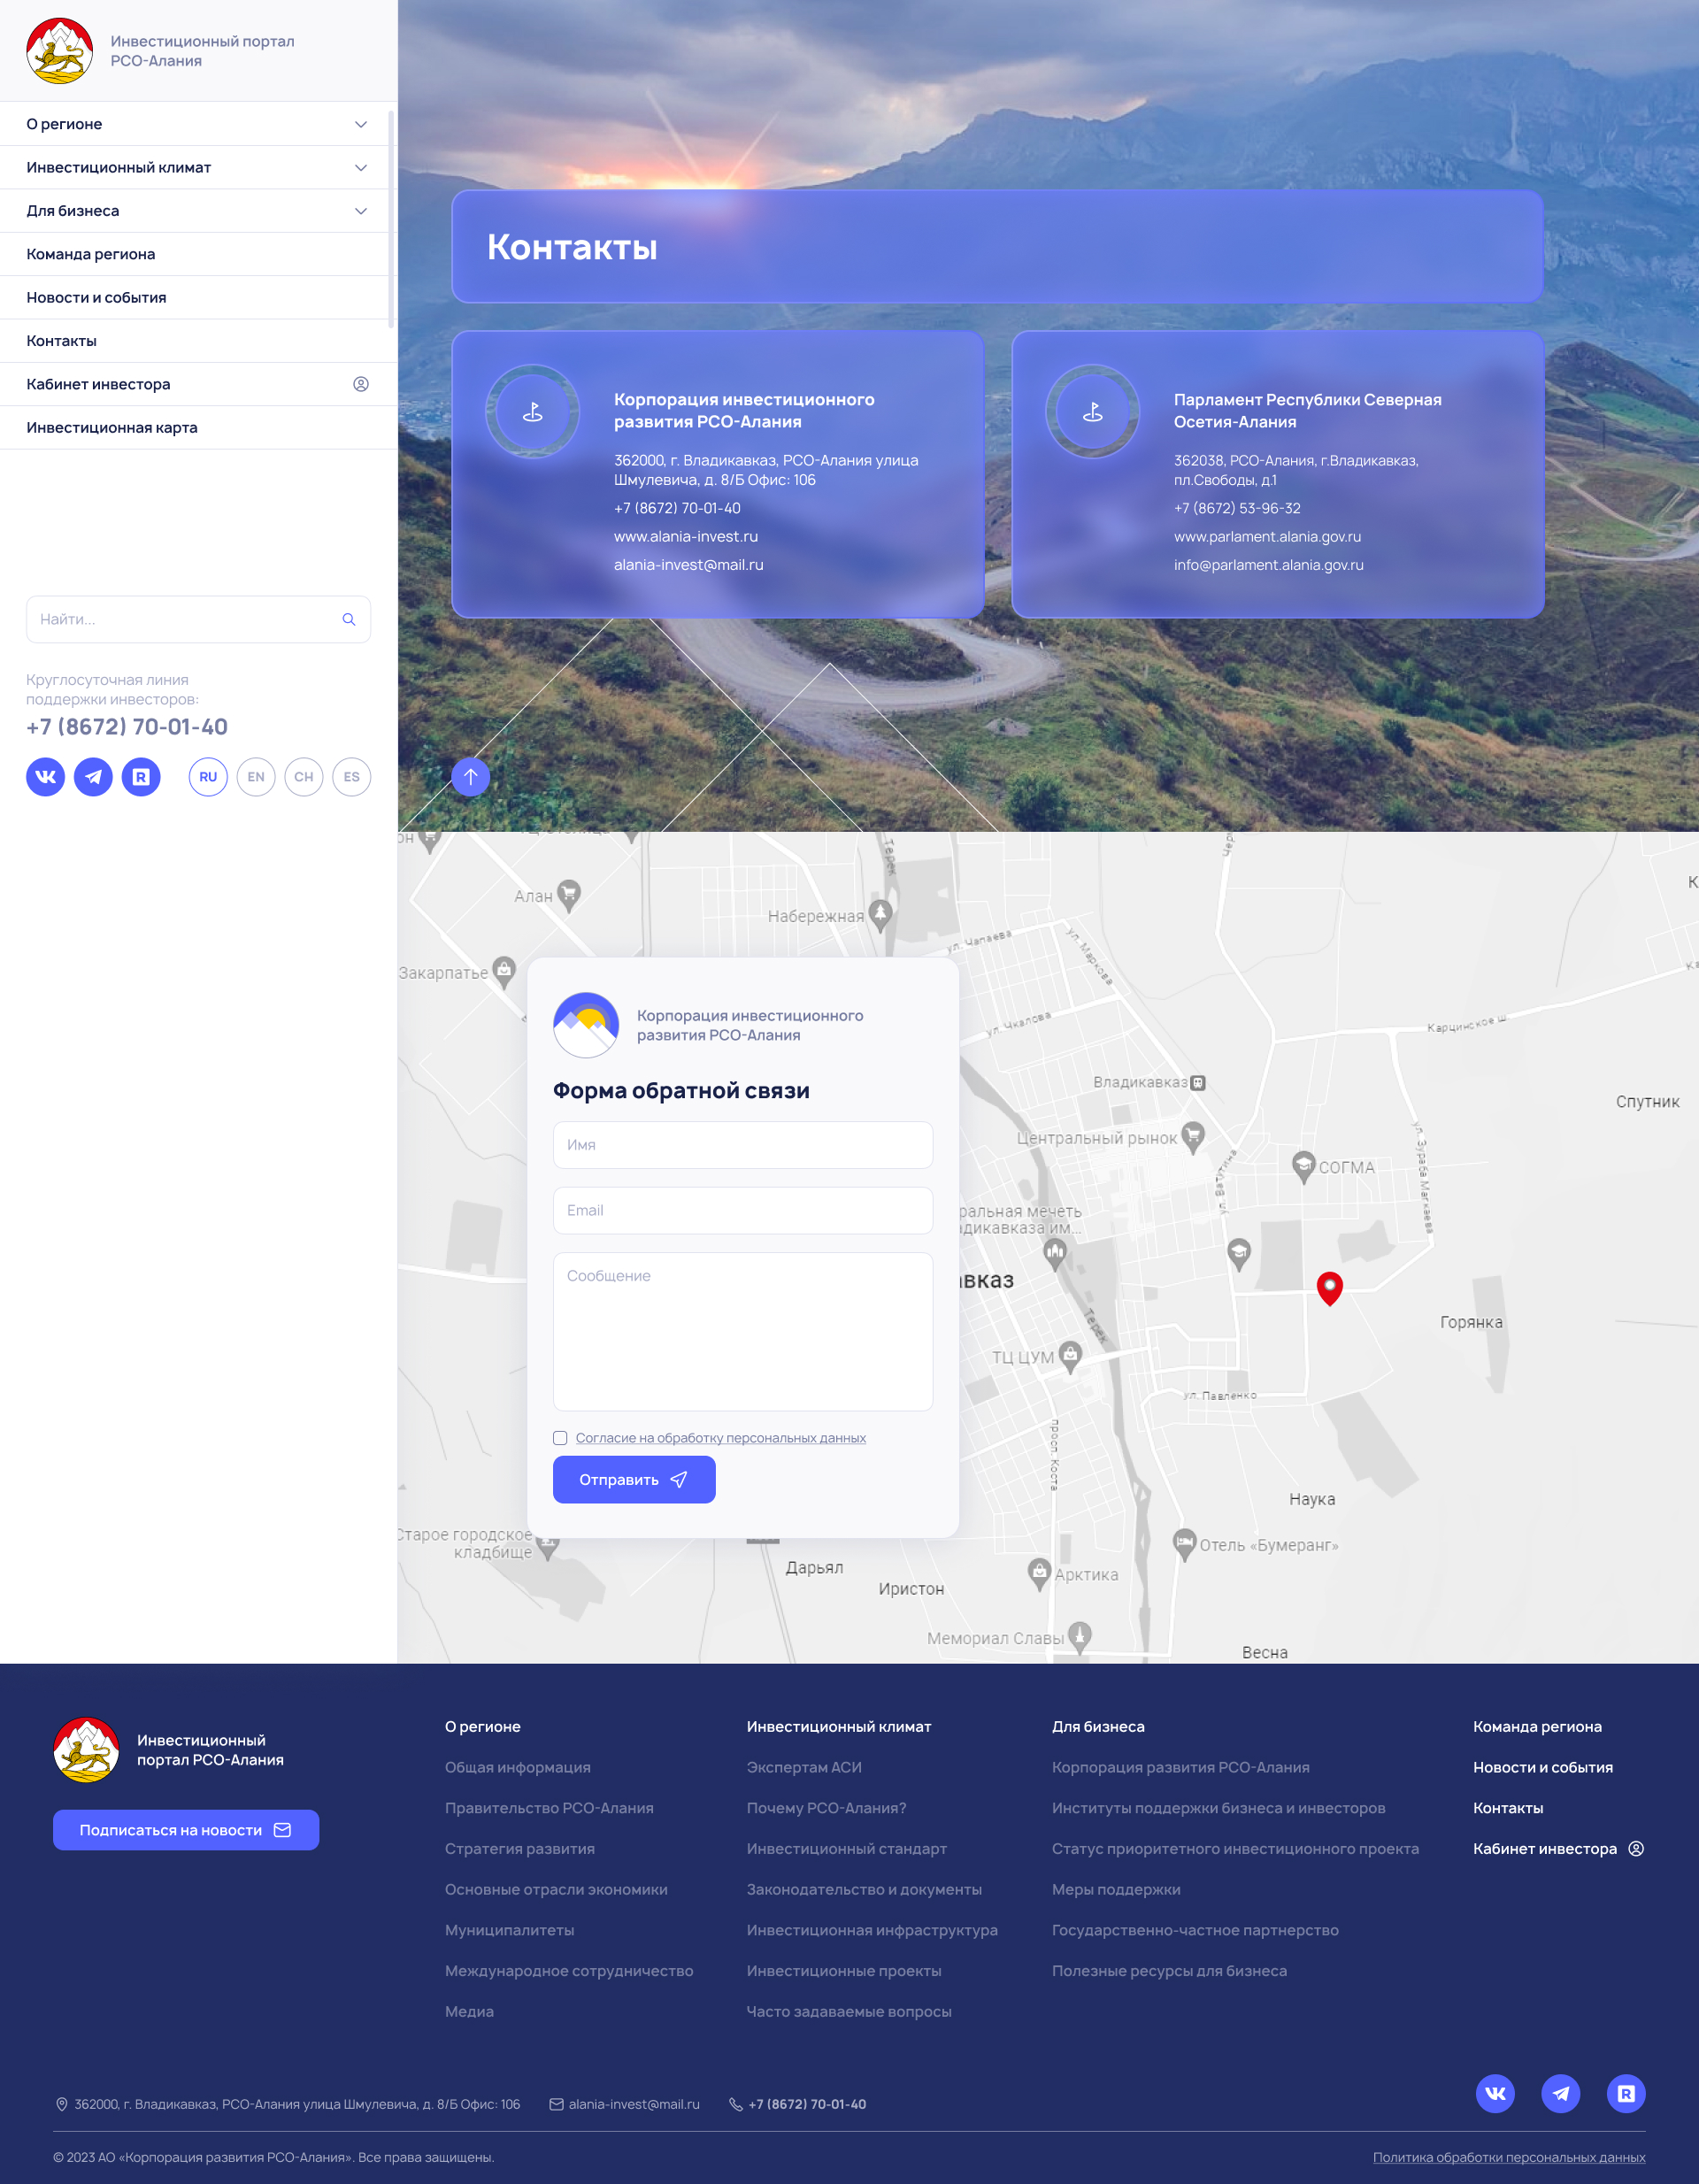 Инвестиционный портал
РСО-Алания
О регионе
Инвестиционный климат
Для бизнеса
Команда региона
Новости и события
Контакты
Кабинет инвестора
Инвестиционная карта
Найти...
Круглосуточная линия
поддержки инвесторов:
+7 (8672) 70-01-40
RU EN CH ES
Контакты
Корпорация инвестиционного
развития РСО-Алания
362000, г. Владикавказ, РСО-Алания улица
Шмулевича, д. 8/Б Офис: 106
+7 (8672) 70-01-40
www.alania-invest.ru
alania-invest@mail.ru
Парламент Республики Северная
Осетия-Алания
362038, РСО-Алания, г.Владикавказ,
пл.Свободы, д.1
+7 (8672) 53-96-32
www.parlament.alania.gov.ru
info@parlament.alania.gov.ru
Терек
Алан
Набережная
Закарпатье
ул. Чапаева
ул. Маркова
ул. Чкалова
Карцинское ш
Владикавказ
Спутник
Центральный рынок
СОГМА
ул. Зураба Магкаева
ул. Ватутина
ральная мечеть
адикавказа им...
авказ
Терек
Горянка
ТЦ ЦУМ
ул. Павленко
просп. Коста
Наука
Отель «Бумеранг»
Старое городское
кладбище
Дарьял
Иристон
Арктика
Мемориал Славы
Весна
Корпорация инвестиционного
развития РСО-Алания
Форма обратной связи
Имя
Email
Сообщение
Согласие на обработку персональных данных
Отправить
Инвестиционный
портал РСО-Алания
Подписаться на новости
О регионе
Общая информация
Правительство РСО-Алания
Стратегия развития
Основные отрасли экономики
Муниципалитеты
Международное сотрудничество
Медиа
Инвестиционный климат
Экспертам АСИ
Почему РСО-Алания?
Инвестиционный стандарт
Законодательство и документы
Инвестиционная инфраструктура
Инвестиционные проекты
Часто задаваемые вопросы
Для бизнеса
Корпорация развития РСО-Алания
Институты поддержки бизнеса и инвесторов
Статус приоритетного инвестиционного проекта
Меры поддержки
Государственно-частное партнерство
Полезные ресурсы для бизнеса
Команда региона
Новости и события
Контакты
Кабинет инвестора
362000, г. Владикавказ, РСО-Алания улица Шмулевича, д. 8/Б Офис: 106
alania-invest@mail.ru
+7 (8672) 70-01-40
© 2023 АО «Корпорация развития РСО-Алания». Все права защищены.
Политика обработки персональных данных